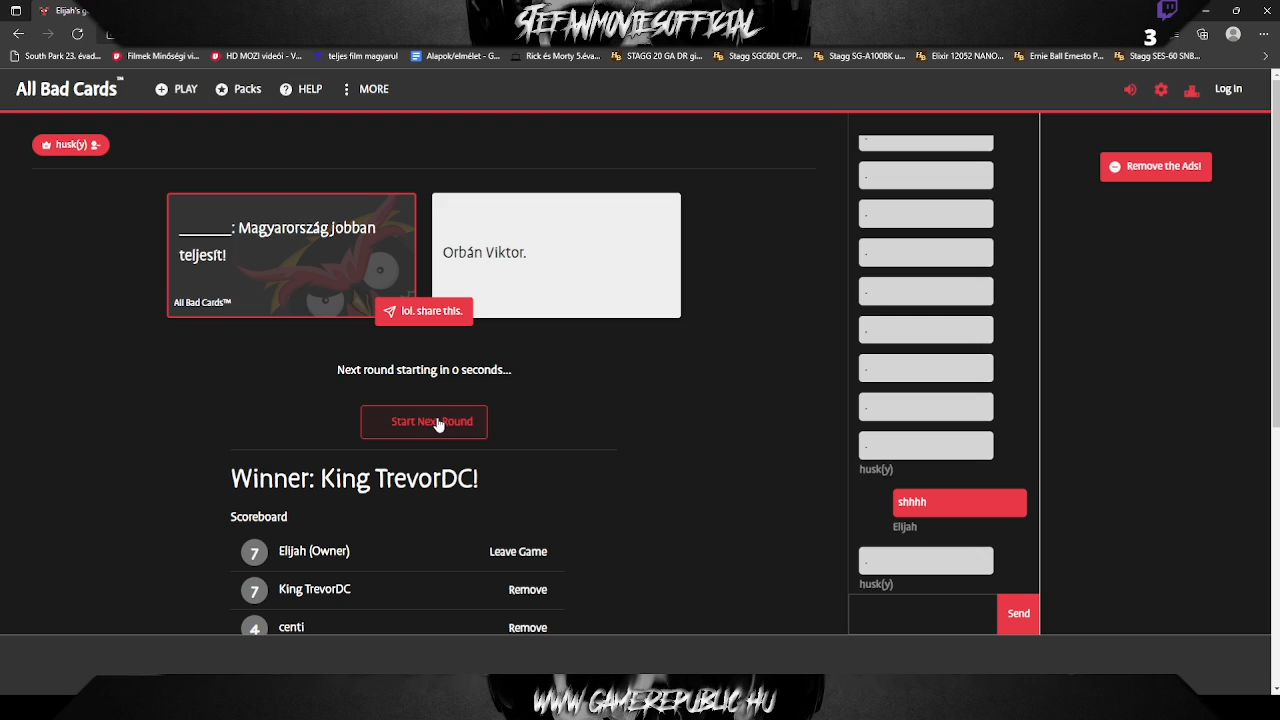 Elijah's g
STEFANMOVIESOFFICIAL
3
South Park 23. évad...
Filmek Minőségi vi...
HD MOZI videói - V...
teljes film magyarul
Alapok/elmélet - G...
Rick és Morty 5.éva...
STAGG 20 GA DR gi...
Stagg SGC6DL CPP...
Stagg SG-A100BK u...
Elixir 12052 NANO...
Ernie Ball Ernesto P...
Stagg SES-60 SNB...
All Bad Cards™
PLAY
Packs
HELP
MORE
Log In
husk(y)
Remove the Ads!
______: Magyarország jobban
teljesít!
All Bad Cards™
Orbán Viktor.
lol. share this.
Next round starting in 0 seconds...
Start Next Round
Winner: King TrevorDC!
Scoreboard
7 Elijah (Owner) Leave Game
7 King TrevorDC Remove
4 centi Remove
.
.
.
.
.
.
.
.
.
husk(y)
shhhh
Elijah
.
husk(y)
Send
WWW GAMEREPUBLIC.HU